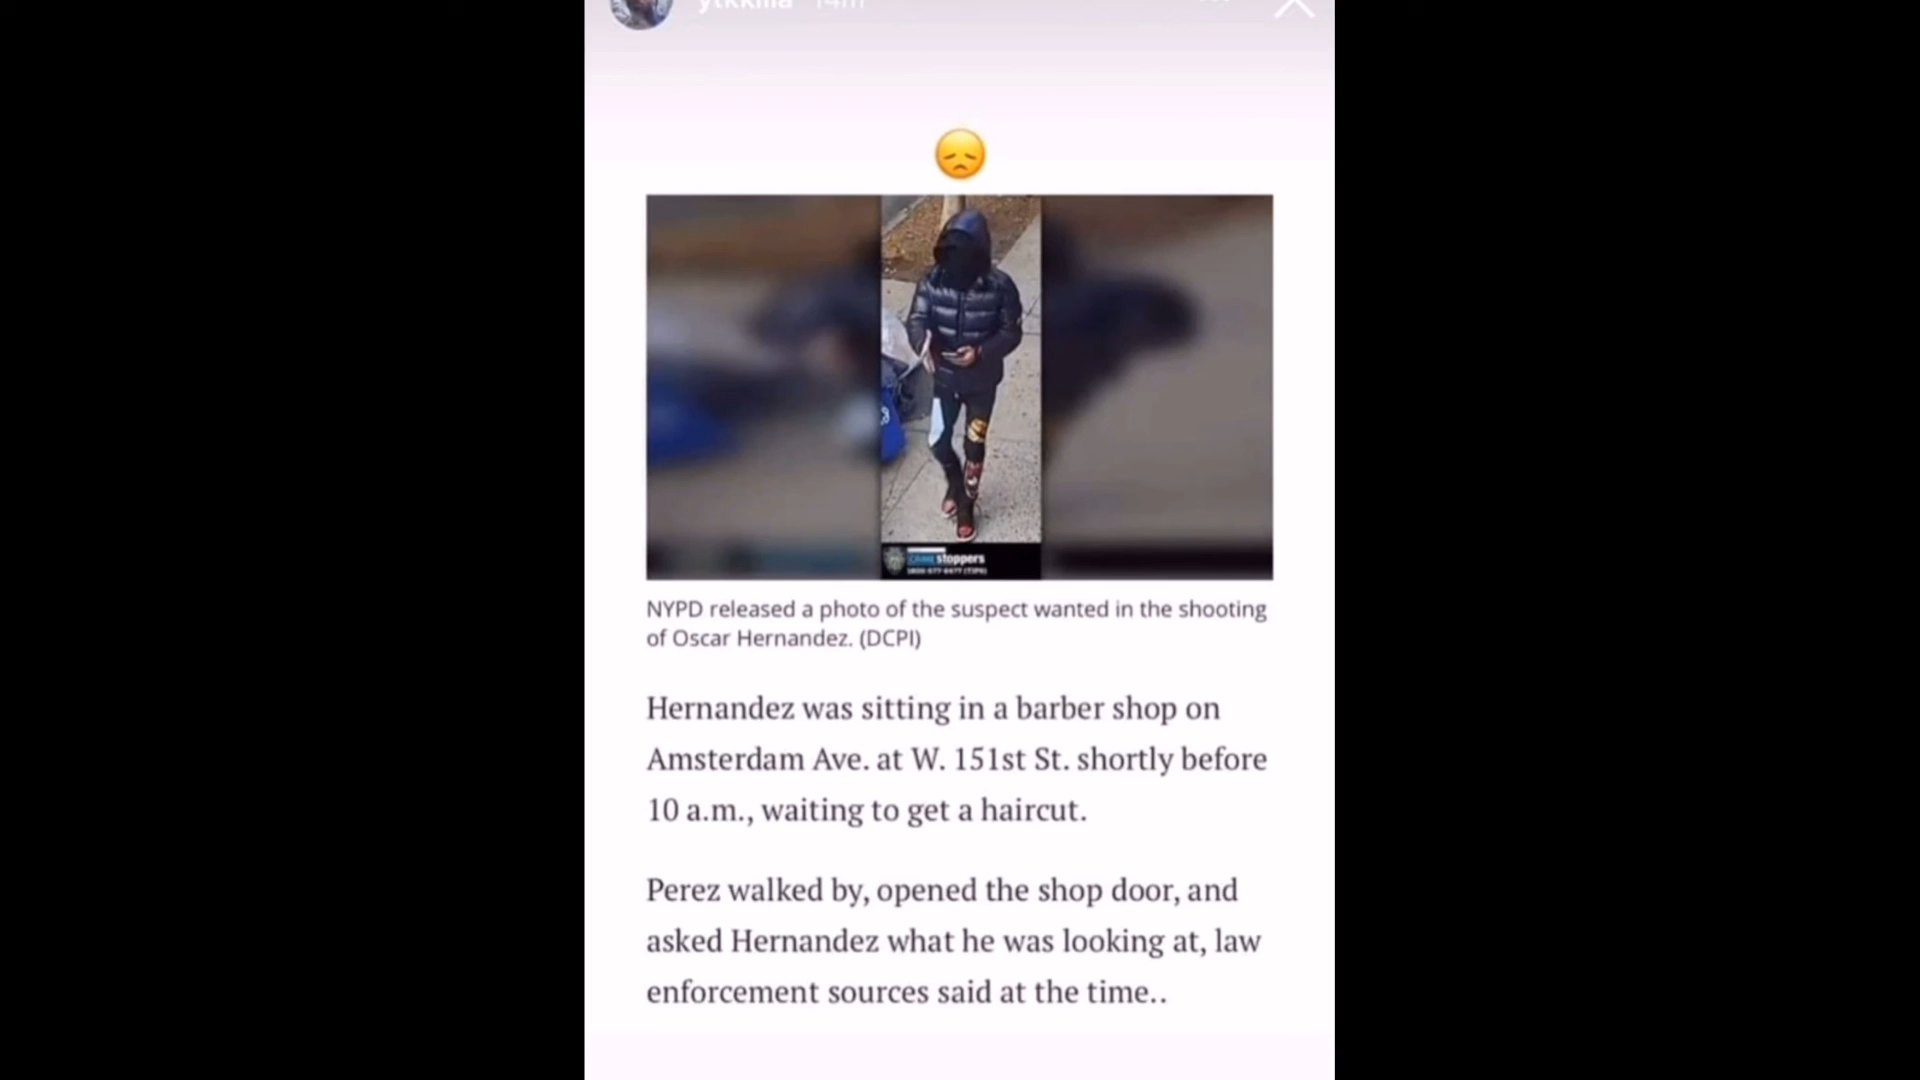 NYPD released a photo of the suspect wanted in the shooting
of Oscar Hernandez. (DCPI)
Hernandez was sitting in a barber shop on
Amsterdam Ave. at W. 151st St. shortly before
10 a.m., waiting to get a haircut.
Perez walked by, opened the shop door, and
asked Hernandez what he was looking at, law
enforcement sources said at the time..